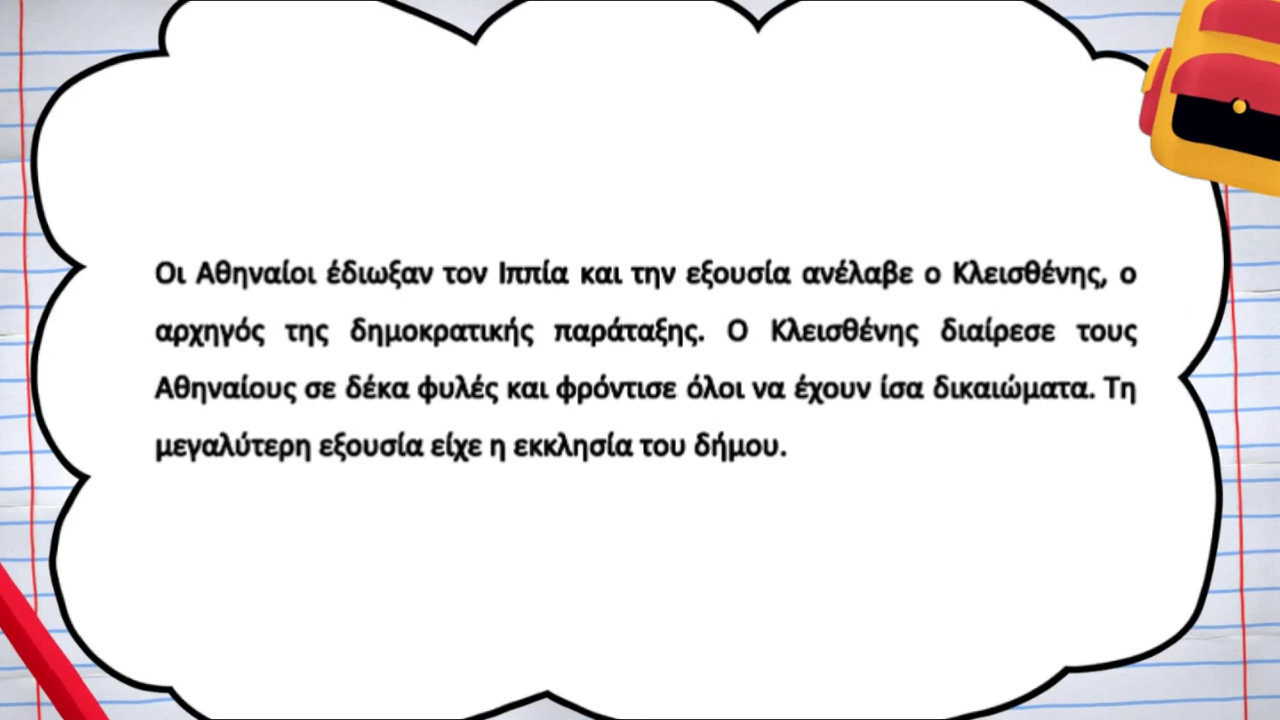 Οι Αθηναίοι έδιωξαν τον Ιππία και την εξουσία ανέλαβε ο Κλεισθένης, ο
αρχηγός της δημοκρατικής παράταξης. Ο Κλεισθένης διαίρεσε τους
Αθηναίους σε δέκα φυλές και φρόντισε όλοι να έχουν ίσα δικαιώματα. Τη
μεγαλύτερη εξουσία είχε η εκκλησία του δήμου.